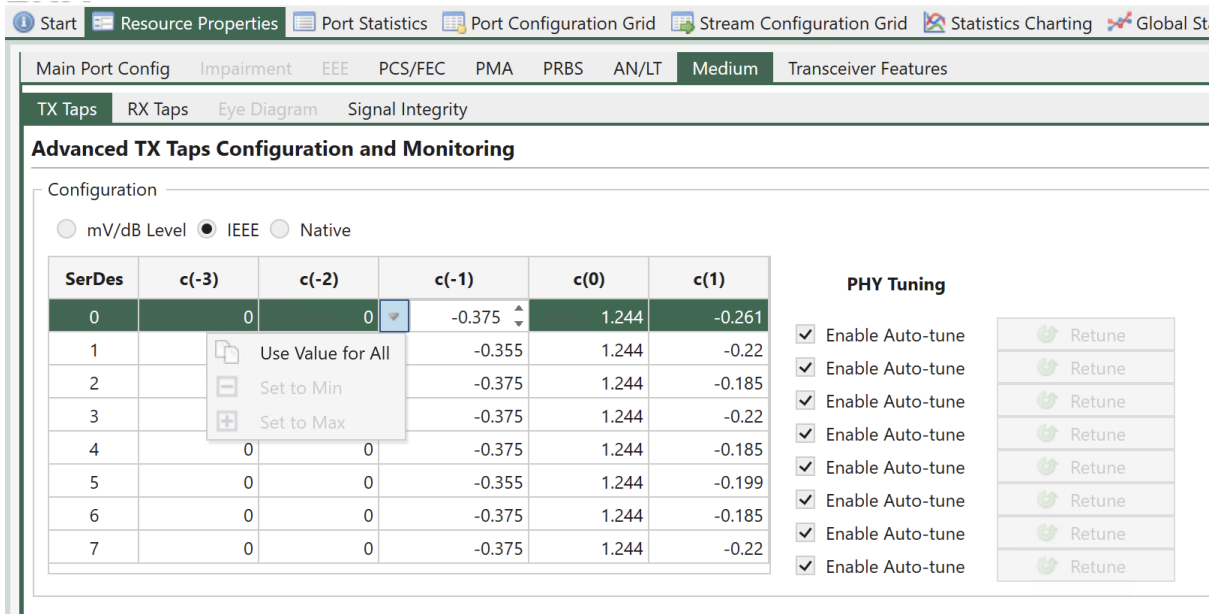 Start Resource Properties Port Statistics Port Configuration Grid Stream Configuration Grid Statistics Charting Global St
Main Port Config Impairment EEE PCS/FEC PMA PRBS AN/LT Medium Transceiver Features
TX Taps RX Taps Eye Diagram Signal Integrity
Advanced TX Taps Configuration and Monitoring
Configuration
mV/dB Level IEEE Native
SerDes c(-3) c(-2) c(-1) c(0) c(1) PHY Tuning
0 0 0 -0.375 1.244 -0.261
Enable Auto-tune Retune
1 Use Value for All -0.355 1.244 -0.22
Enable Auto-tune Retune
2 Set to Min -0.375 1.244 -0.185
Enable Auto-tune Retune
3 Set to Max -0.375 1.244 -0.22
Enable Auto-tune Retune
4 0 0 -0.375 1.244 -0.185
Enable Auto-tune Retune
5 0 0 -0.355 1.244 -0.199
Enable Auto-tune Retune
6 0 0 -0.375 1.244 -0.185
Enable Auto-tune Retune
7 0 0 -0.375 1.244 -0.22
Enable Auto-tune Retune